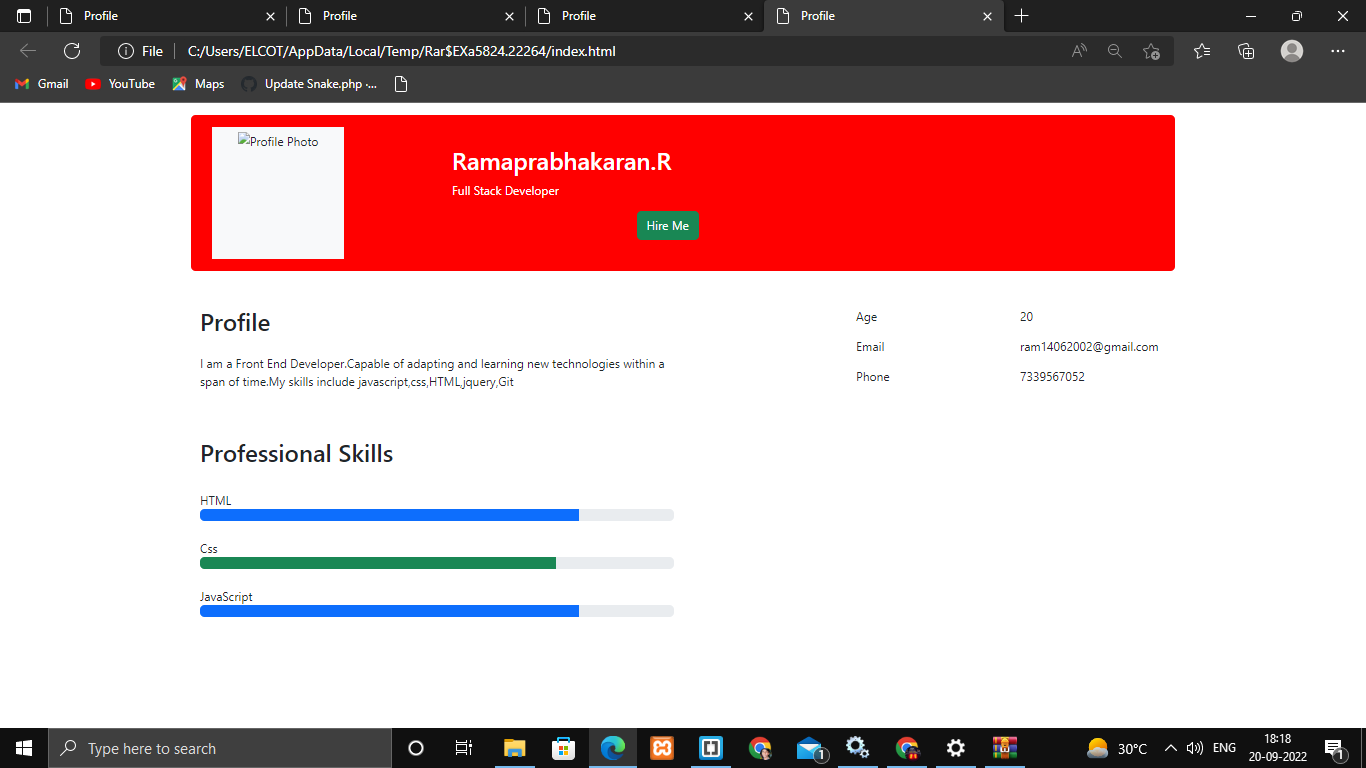 Profile
Profile
Profile
Profile
File
C:/Users/ELCOT/AppData/Local/Temp/Rar$EXa5824.22264/index.html
Gmail
YouTube
Maps
Update Snake.php ·...
Profile Photo
Ramaprabhakaran.R
Full Stack Developer
Hire Me
Profile
I am a Front End Developer.Capable of adapting and learning new technologies within a
span of time.My skills include javascript,css,HTML,jquery,Git
Age 20
Email ram14062002@gmail.com
Phone 7339567052
Professional Skills
HTML
Css
JavaScript
Type here to search
1
30°C
ENG
18:18
20-09-2022
1